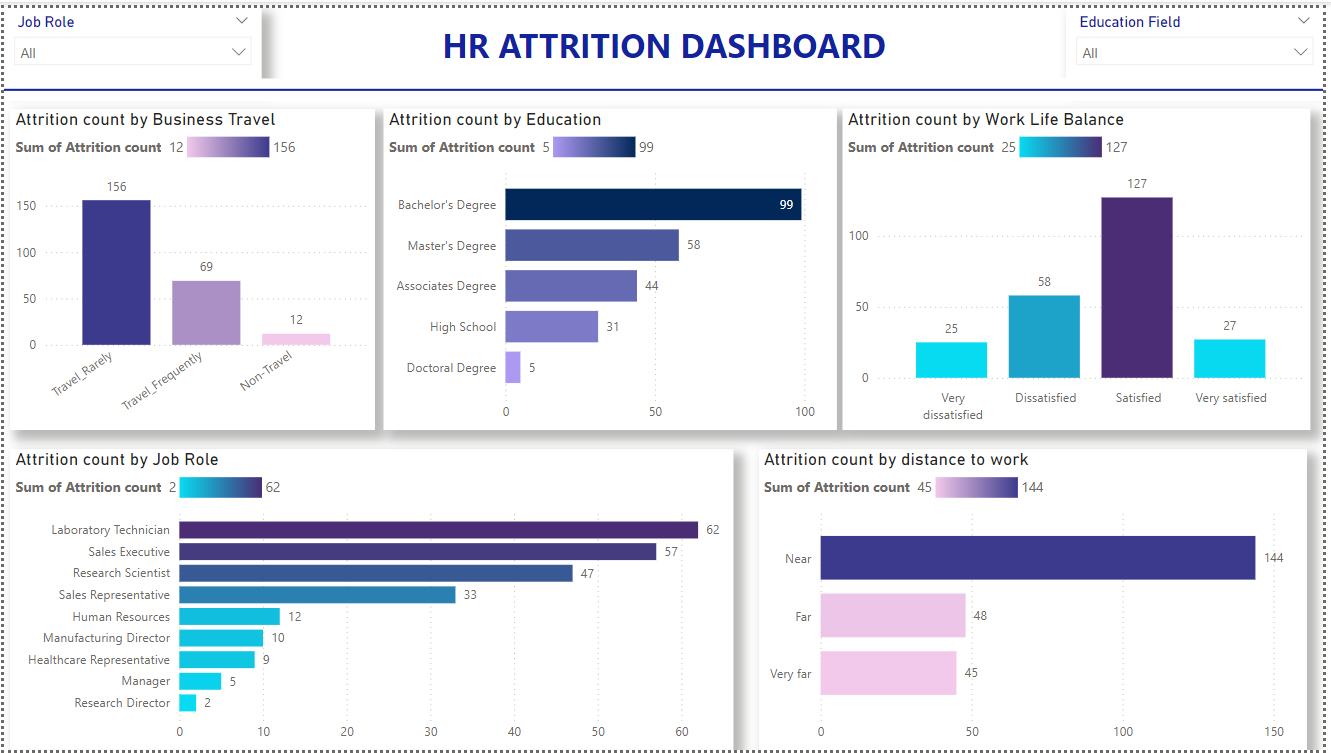 Job Role
All
HR ATTRITION DASHBOARD
Education Field
All
Attrition count by Business Travel
Sum of Attrition count 12 156
156
150
69
100
50
12
0
Travel_Rarely
Travel_Frequently
Non-Travel
Attrition count by Education
Sum of Attrition count 5 99
Bachelor's Degree 99
Master's Degree 58
Associates Degree 44
High School 31
Doctoral Degree 5
0 50 100
Attrition count by Work Life Balance
Sum of Attrition count 25 127
127
100
58
50
25 27
0
Very
dissatisfied
Dissatisfied
Satisfied
Very satisfied
Attrition count by Job Role
Sum of Attrition count 2 62
Laboratory Technician 62
Sales Executive 57
Research Scientist 47
Sales Representative 33
Human Resources 12
Manufacturing Director 10
Healthcare Representative 9
Manager 5
Research Director 2
0 10 20 30 40 50 60
Attrition count by distance to work
Sum of Attrition count 45 144
Near 144
Far 48
Very far 45
0 50 100 150